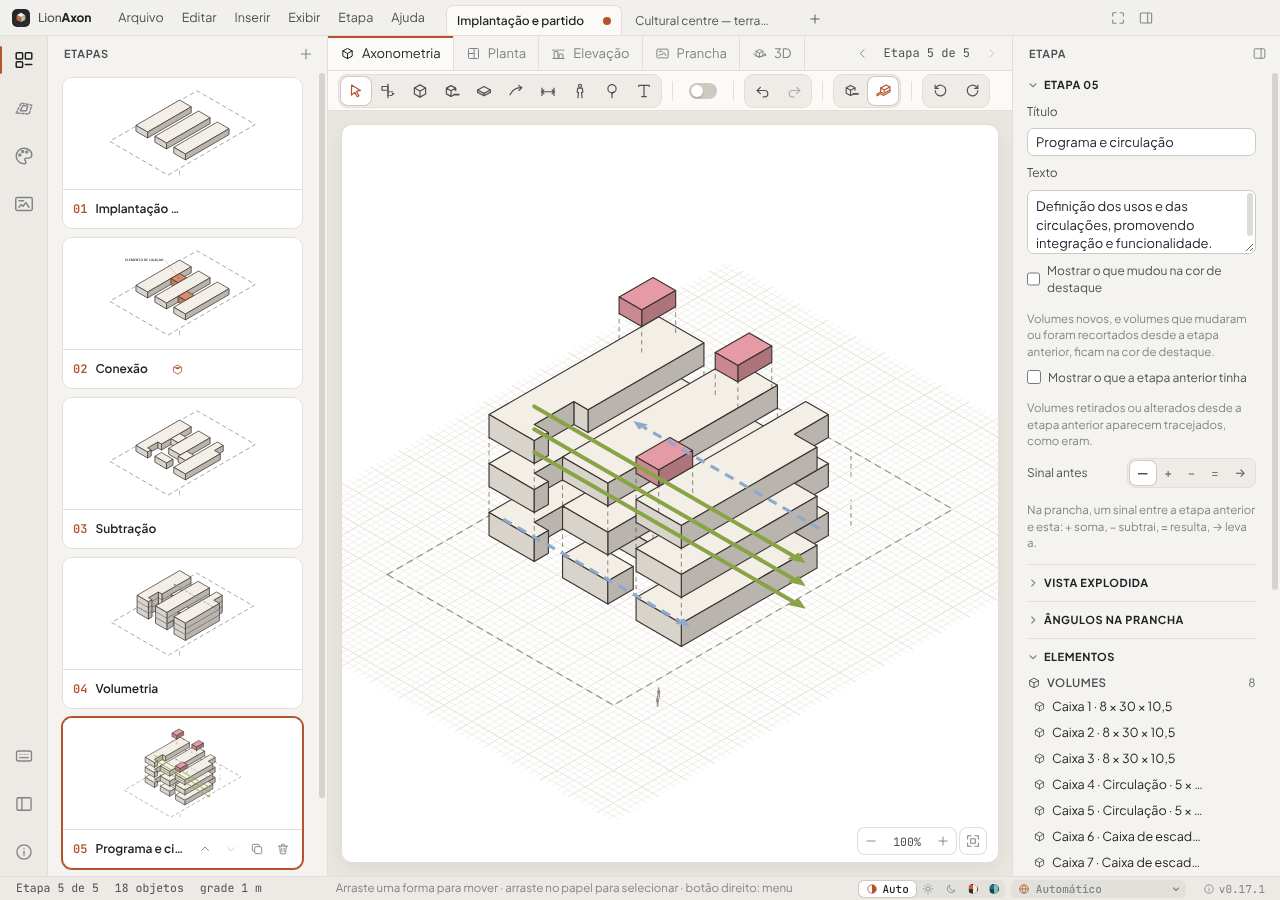 LionAxon
Arquivo Editar Inserir Exibir Etapa Ajuda
Implantação e partido
Cultural centre — terra…
ETAPAS
01 Implantação …
ELEMENTO DE LIGAÇÃO
02 Conexão
03 Subtração
04 Volumetria
05 Programa e ci…
Axonometria Planta Elevação Prancha 3D
Etapa 5 de 5
100%
ETAPA
ETAPA 05
Título
Programa e circulação
Texto
Definição dos usos e das
circulações, promovendo
integração e funcionalidade.
Mostrar o que mudou na cor de
destaque
Volumes novos, e volumes que mudaram
ou foram recortados desde a etapa
anterior, ficam na cor de destaque.
Mostrar o que a etapa anterior tinha
Volumes retirados ou alterados desde a
etapa anterior aparecem tracejados,
como eram.
Sinal antes — + − = →
Na prancha, um sinal entre a etapa anterior
e esta: + soma, − subtrai, = resulta, → leva
a.
VISTA EXPLODIDA
ÂNGULOS NA PRANCHA
ELEMENTOS
VOLUMES 8
Caixa 1 · 8 × 30 × 10,5
Caixa 2 · 8 × 30 × 10,5
Caixa 3 · 8 × 30 × 10,5
Caixa 4 · Circulação · 5 × …
Caixa 5 · Circulação · 5 × …
Caixa 6 · Caixa de escad…
Caixa 7 · Caixa de escad…
Etapa 5 de 5 18 objetos grade 1 m
Arraste uma forma para mover · arraste no papel para selecionar · botão direito: menu
Auto
Automático
v0.17.1